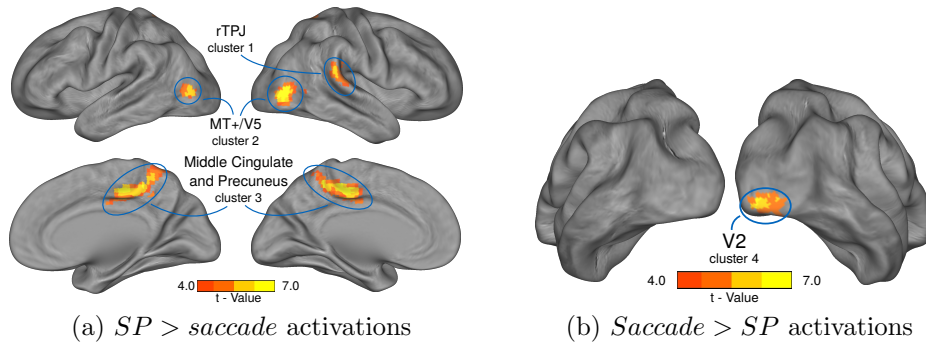 rTPJ
cluster 1
MT+/V5
cluster 2
Middle Cingulate
and Precuneus
cluster 3
4.0 7.0
t - Value
(a) SP > saccade activations
V2
cluster 4
4.0 7.0
t - Value
(b) Saccade > SP activations